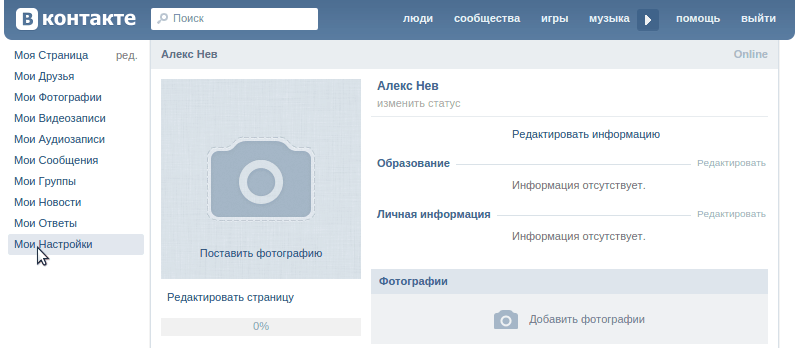 В контакте
Поиск
люди сообщества игры музыка помощь выйти
Моя Страница ред.
Мои Друзья
Мои Фотографии
Мои Видеозаписи
Мои Аудиозаписи
Мои Сообщения
Мои Группы
Мои Новости
Мои Ответы
Мои Настройки
Алекс Нев Online
Поставить фотографию
Редактировать страницу
0%
Алекс Нев
изменить статус
Редактировать информацию
Образование Редактировать
Информация отсутствует.
Личная информация Редактировать
Информация отсутствует.
Фотографии
Добавить фотографии